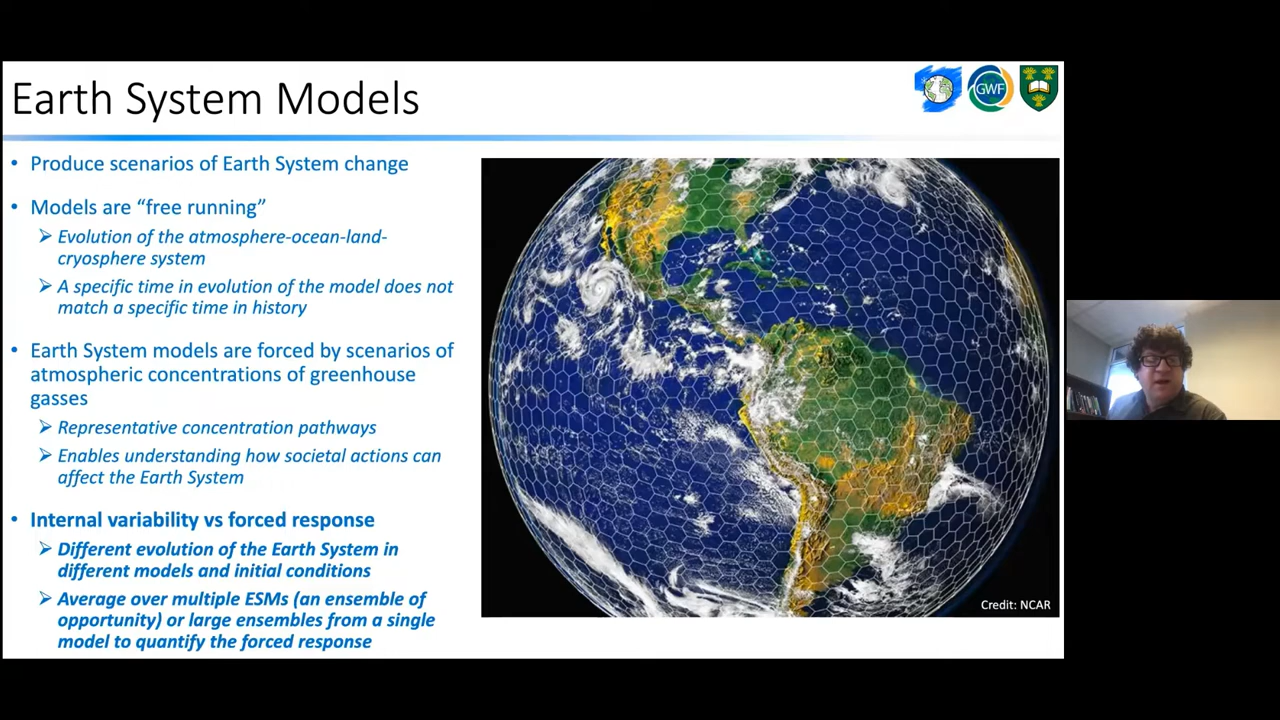 Earth System Models
GWF
• Produce scenarios of Earth System change
• Models are “free running”
➢ Evolution of the atmosphere-ocean-land-
cryosphere system
➢ A specific time in evolution of the model does not
match a specific time in history
• Earth System models are forced by scenarios of
atmospheric concentrations of greenhouse
gasses
➢ Representative concentration pathways
➢ Enables understanding how societal actions can
affect the Earth System
• Internal variability vs forced response
➢ Different evolution of the Earth System in
different models and initial conditions
➢ Average over multiple ESMs (an ensemble of
opportunity) or large ensembles from a single
model to quantify the forced response
Credit: NCAR